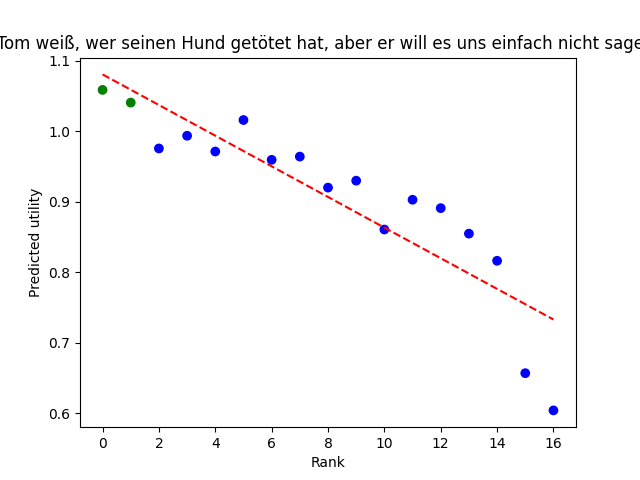 Tom weiß, wer seinen Hund getötet hat, aber er will es uns einfach nicht sage
1.1
1.0
0.9
0.8
0.7
0.6
Predicted utility
0 2 4 6 8 10 12 14 16
Rank